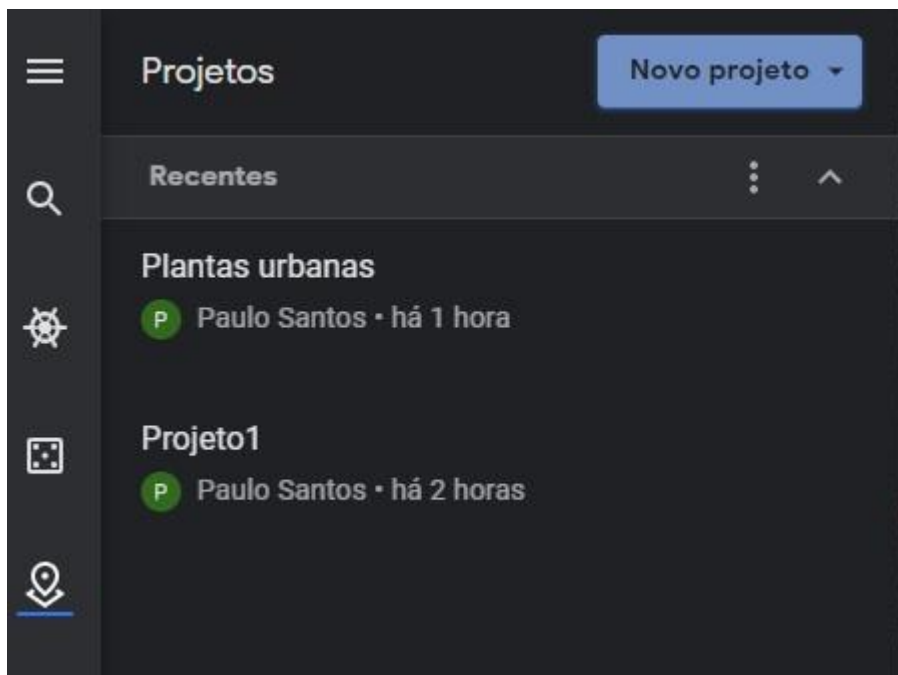 Projetos
Novo projeto
Recentes
Plantas urbanas
P Paulo Santos • há 1 hora
Projeto1
P Paulo Santos • há 2 horas